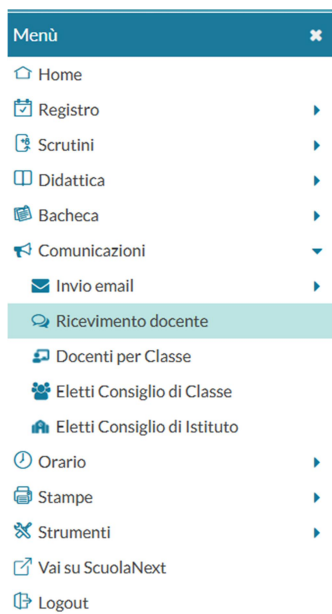 Menù
Home
Registro
Scrutini
Didattica
Bacheca
Comunicazioni
Invio email
Ricevimento docente
Docenti per Classe
Eletti Consiglio di Classe
Eletti Consiglio di Istituto
Orario
Stampe
Strumenti
Vai su ScuolaNext
Logout